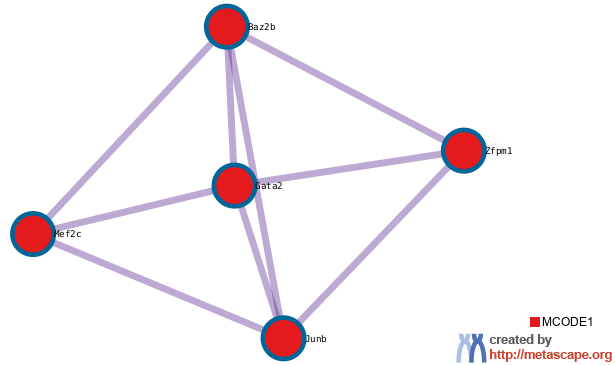 Baz2b
Zfpm1
Gata2
Mef2c
MCODE1
Junb
created by
http://metascape.org